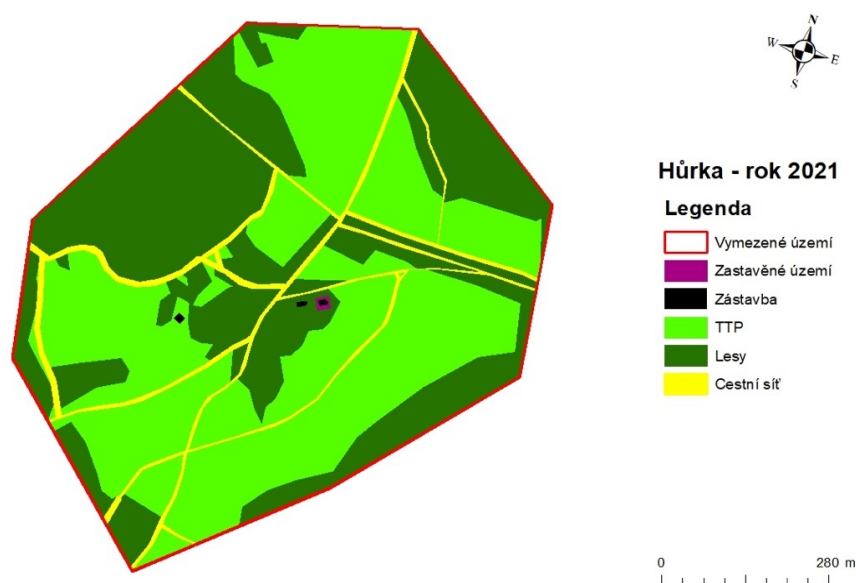 N
W
E
S
Hůrka - rok 2021
Legenda
Vymezené území
Zastavěné území
Zástavba
TTP
Lesy
Cestní síť
0 280 m